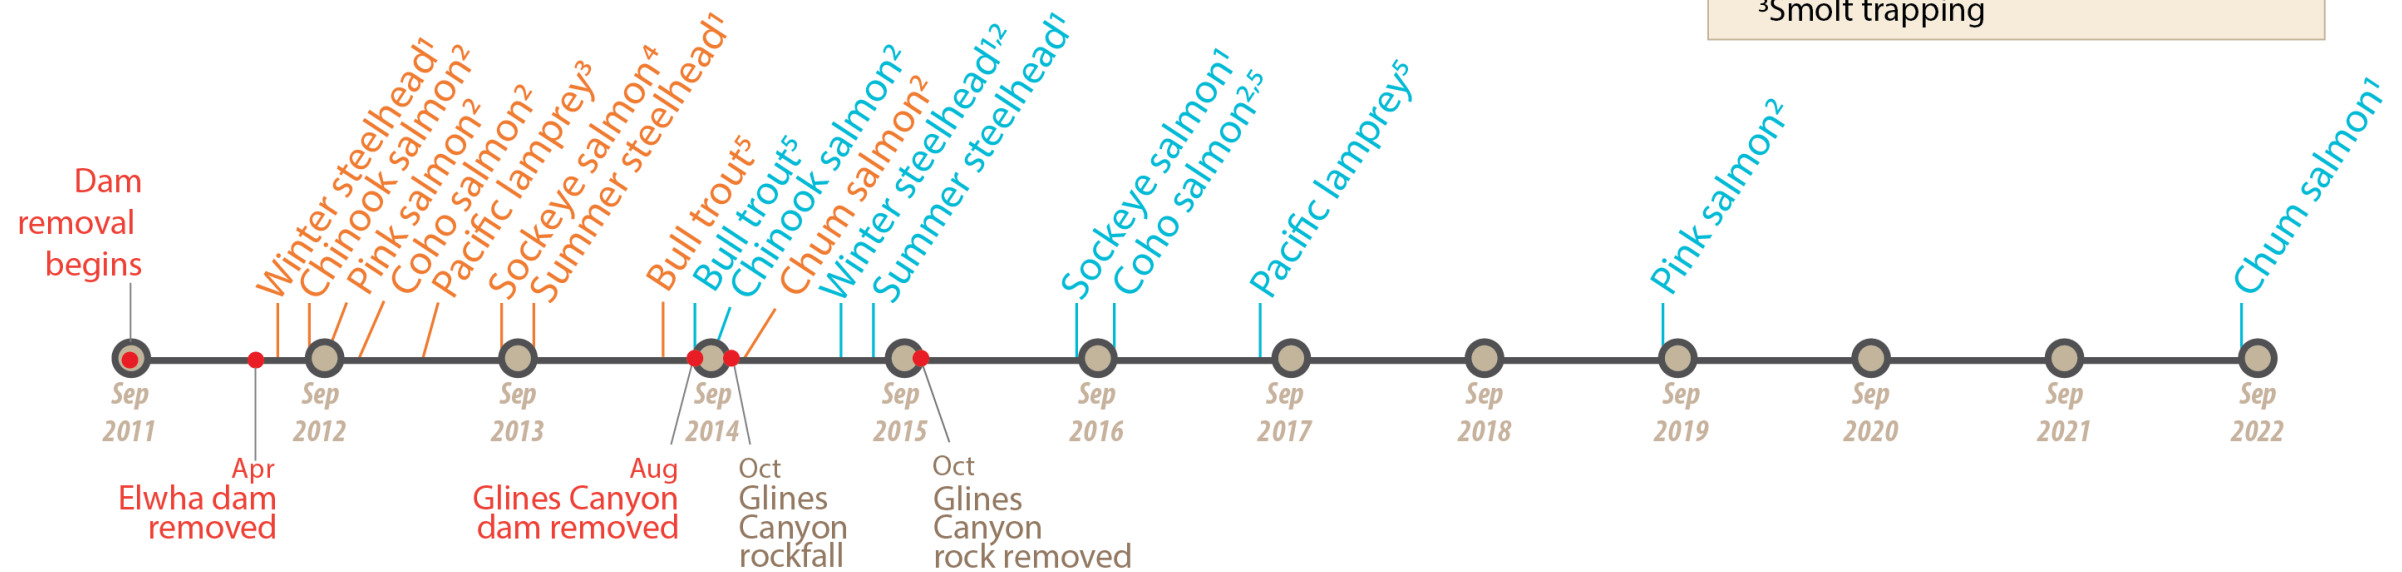 ³Smolt trapping
Winter steelhead¹
Chinook salmon²
Pink salmon²
Coho salmon²
Pacific lamprey³
Sockeye salmon⁴
Summer steelhead¹
Bull trout⁵
Bull trout⁵
Chinook salmon²
Chum salmon²
Winter steelhead¹,²
Summer steelhead¹
Sockeye salmon¹
Coho salmon²,⁵
Pacific lamprey⁵
Pink salmon²
Chum salmon¹
Dam
removal
begins
Sep
2011
Sep
2012
Sep
2013
Sep
2014
Sep
2015
Sep
2016
Sep
2017
Sep
2018
Sep
2019
Sep
2020
Sep
2021
Sep
2022
Apr
Elwha dam
removed
Aug
Glines Canyon
dam removed
Oct
Glines
Canyon
rockfall
Oct
Glines
Canyon
rock removed